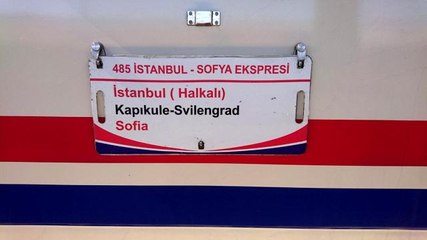 485 İSTANBUL - SOFYA EKSPRESİ
İstanbul ( Halkalı)
Kapıkule-Svilengrad
Sofia